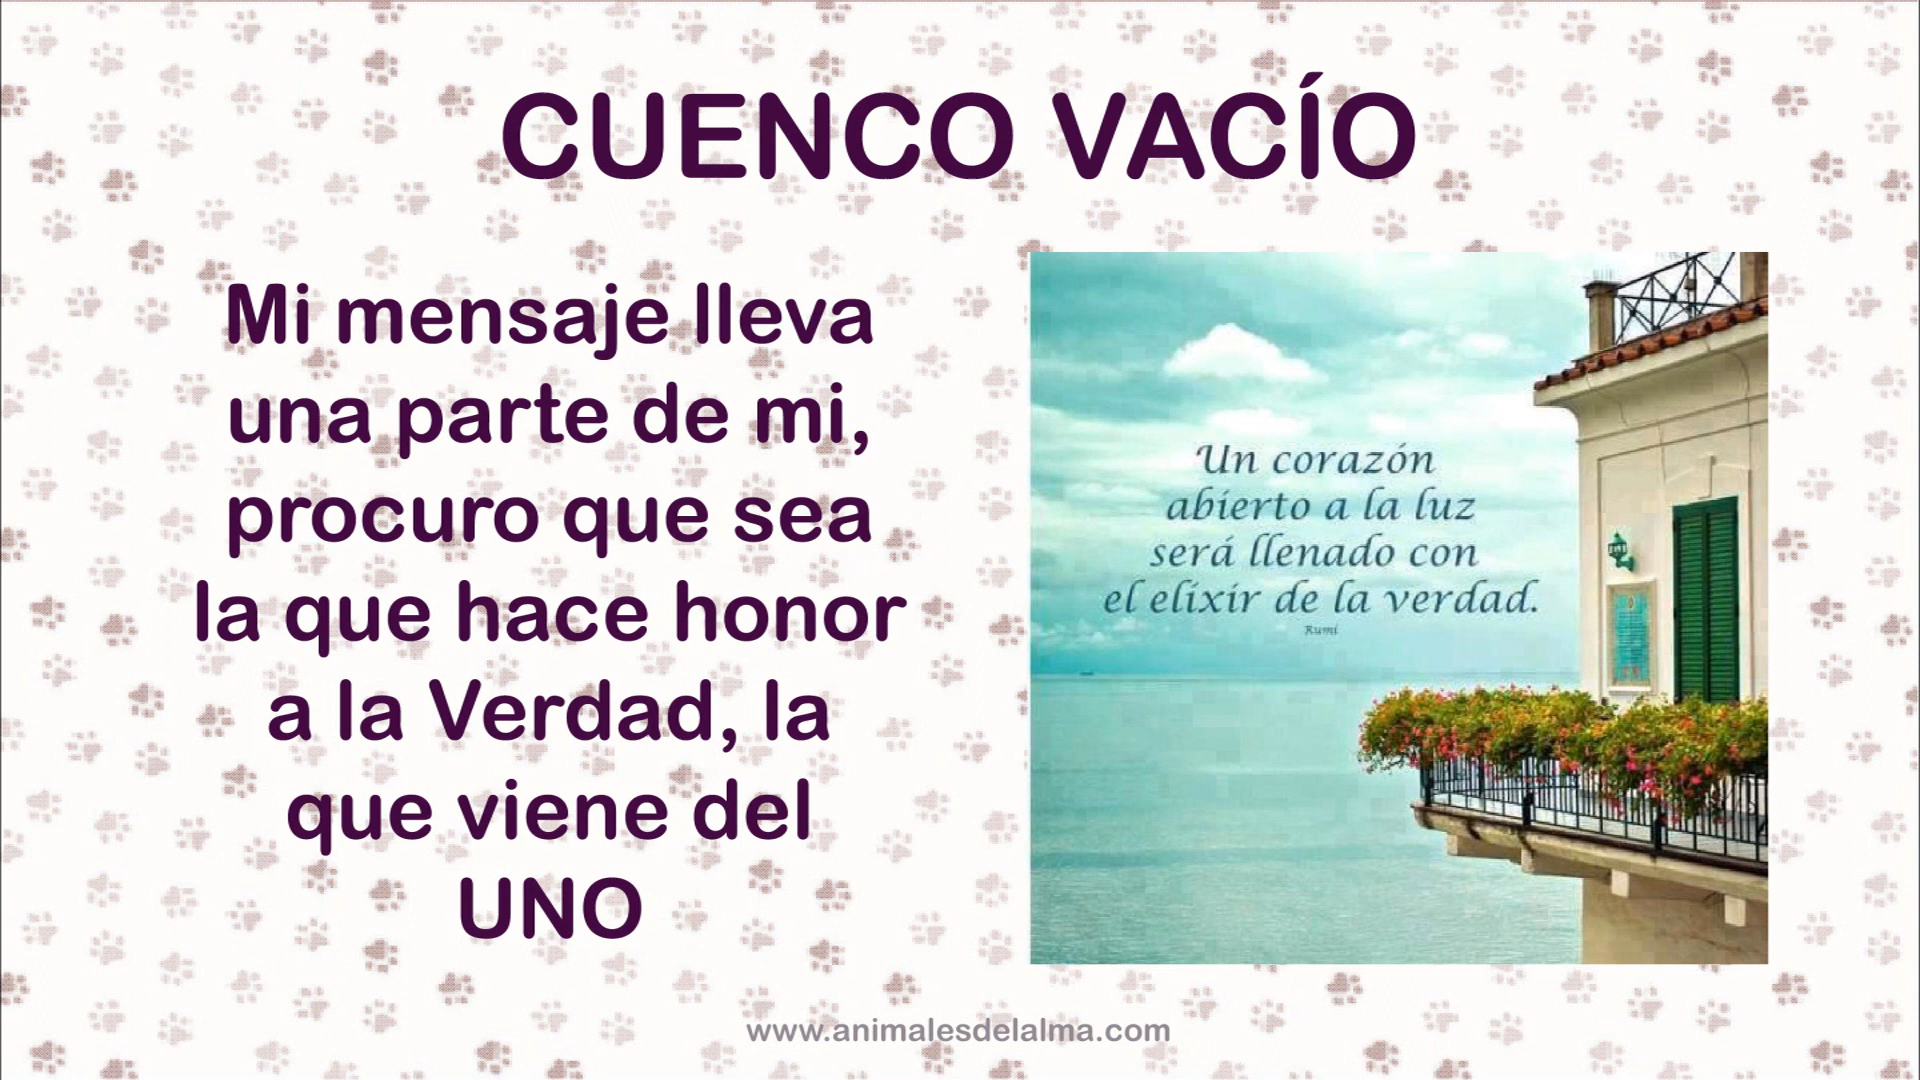 CUENCO VACÍO
Mi mensaje lleva
una parte de mi,
procuro que sea
la que hace honor
a la Verdad, la
que viene del
UNO
Un corazón
abierto a la luz
será llenado con
el elixir de la verdad.
Rumi
www.animalesdelalma.com